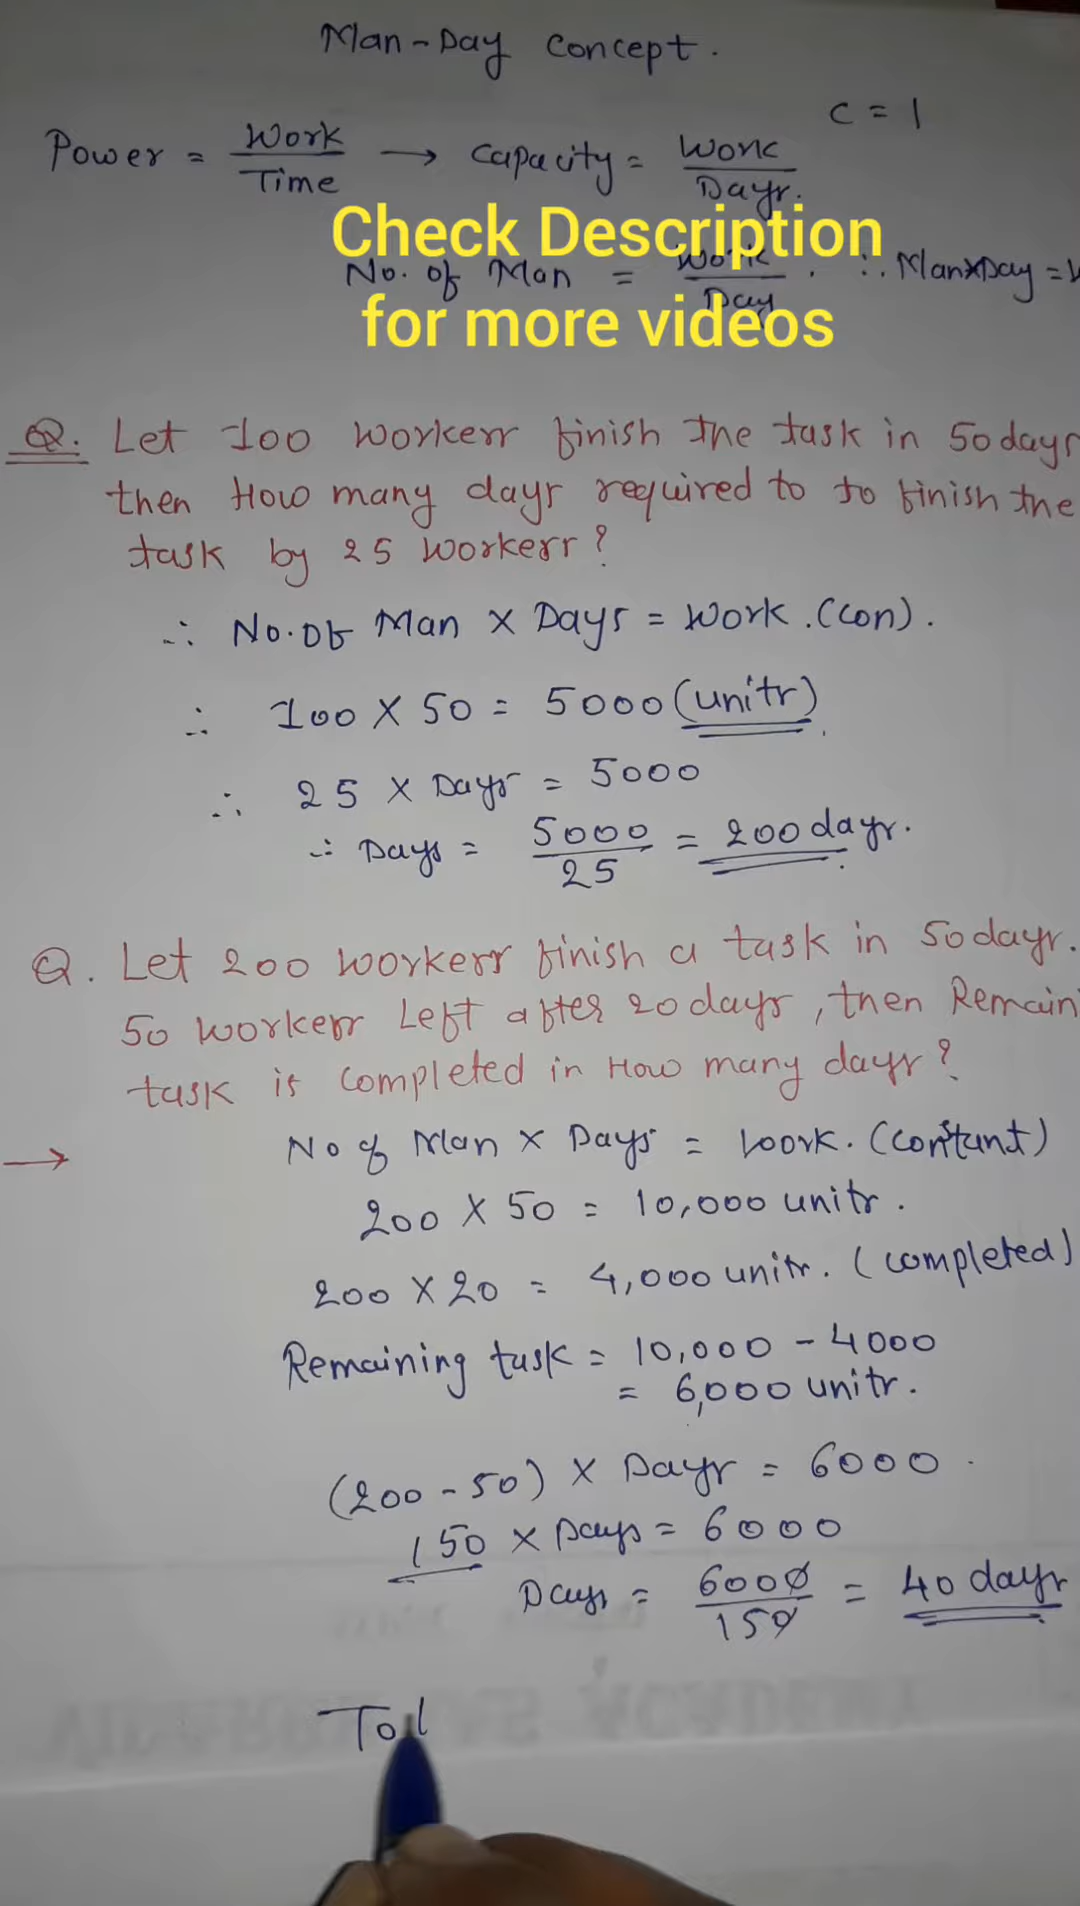 Man-Day Concept.
C = 1
Power = Work/Time → Capacity = Work/Days.
Check Description
No. of Man = Work/Day. ∴ Man×Day = W
for more videos
Q. Let 100 workers finish the task in 50 days
then How many days required to to finish the
task by 25 workers?
∴ No. of Man × Days = Work. (Con).
∴ 100 × 50 = 5000 (units).
∴ 25 × Days = 5000
∴ Days = 5000/25 = 200 days.
Q. Let 200 workers finish a task in 50 days.
50 workers Left after 20 days, then Remain
task is completed in How many days?
→ No of Man × Days = Work. (constant)
200 × 50 = 10,000 units.
200 × 20 = 4,000 units. (completed)
Remaining task = 10,000 - 4000
= 6,000 units.
(200 - 50) × Days = 6000.
150 × Days = 6000
Days = 6000/150 = 40 days
Tol